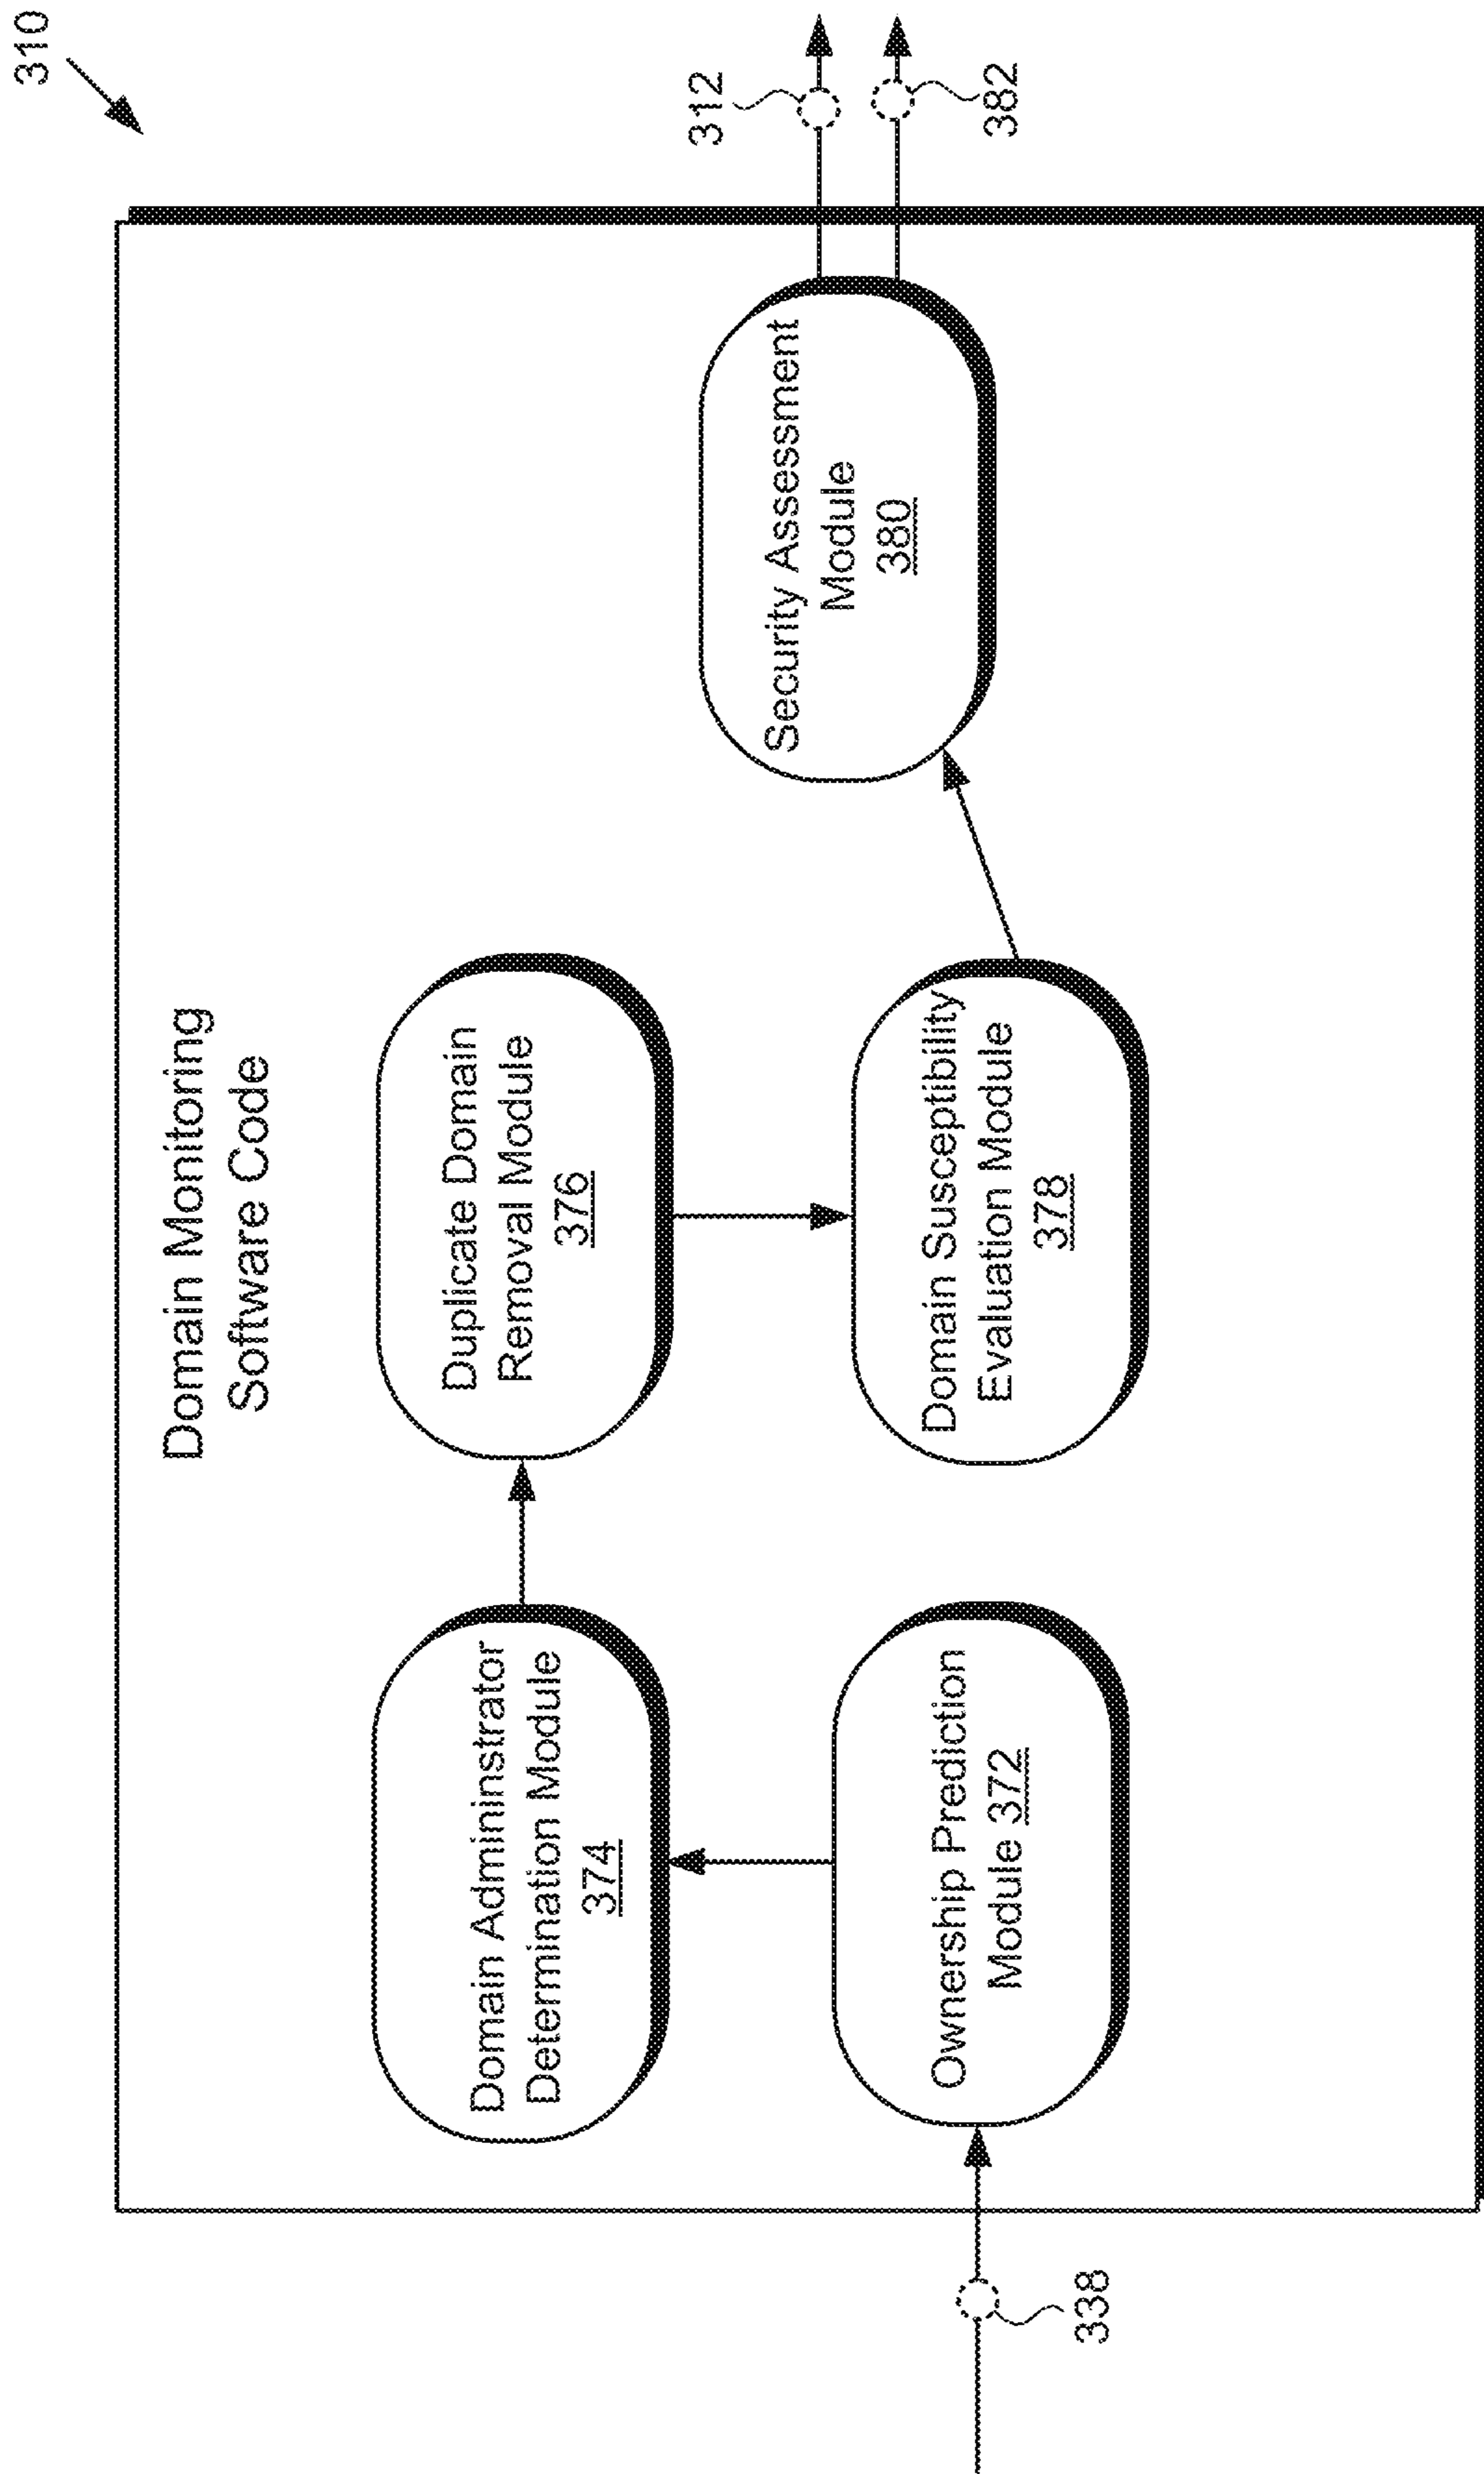 310
Domain Monitoring
Software Code
Domain Admininstrator
Determination Module
374
Duplicate Domain
Removal Module
376
312
382
Security Assessment
Module
380
Ownership Prediction
Module 372
Domain Susceptibility
Evaluation Module
378
338